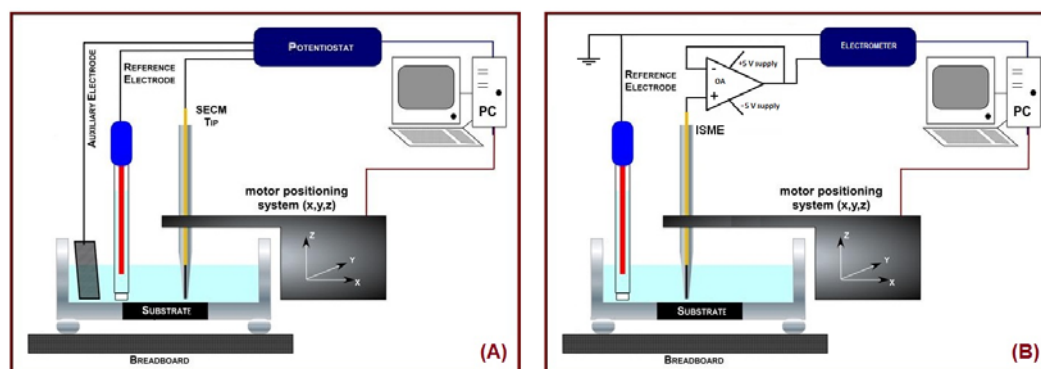 POTENTIOSTAT
AUXILIARY ELECTRODE
REFERENCE
ELECTRODE
SECM
TIP
PC
motor positioning
system (x,y,z)
Z
Y
X
SUBSTRATE
BREADBOARD
(A)
+5 V supply
-
OA
+
-5 V supply
ELECTROMETER
REFERENCE
ELECTRODE
ISME
PC
motor positioning
system (x,y,z)
Z
Y
X
SUBSTRATE
BREADBOARD
(B)